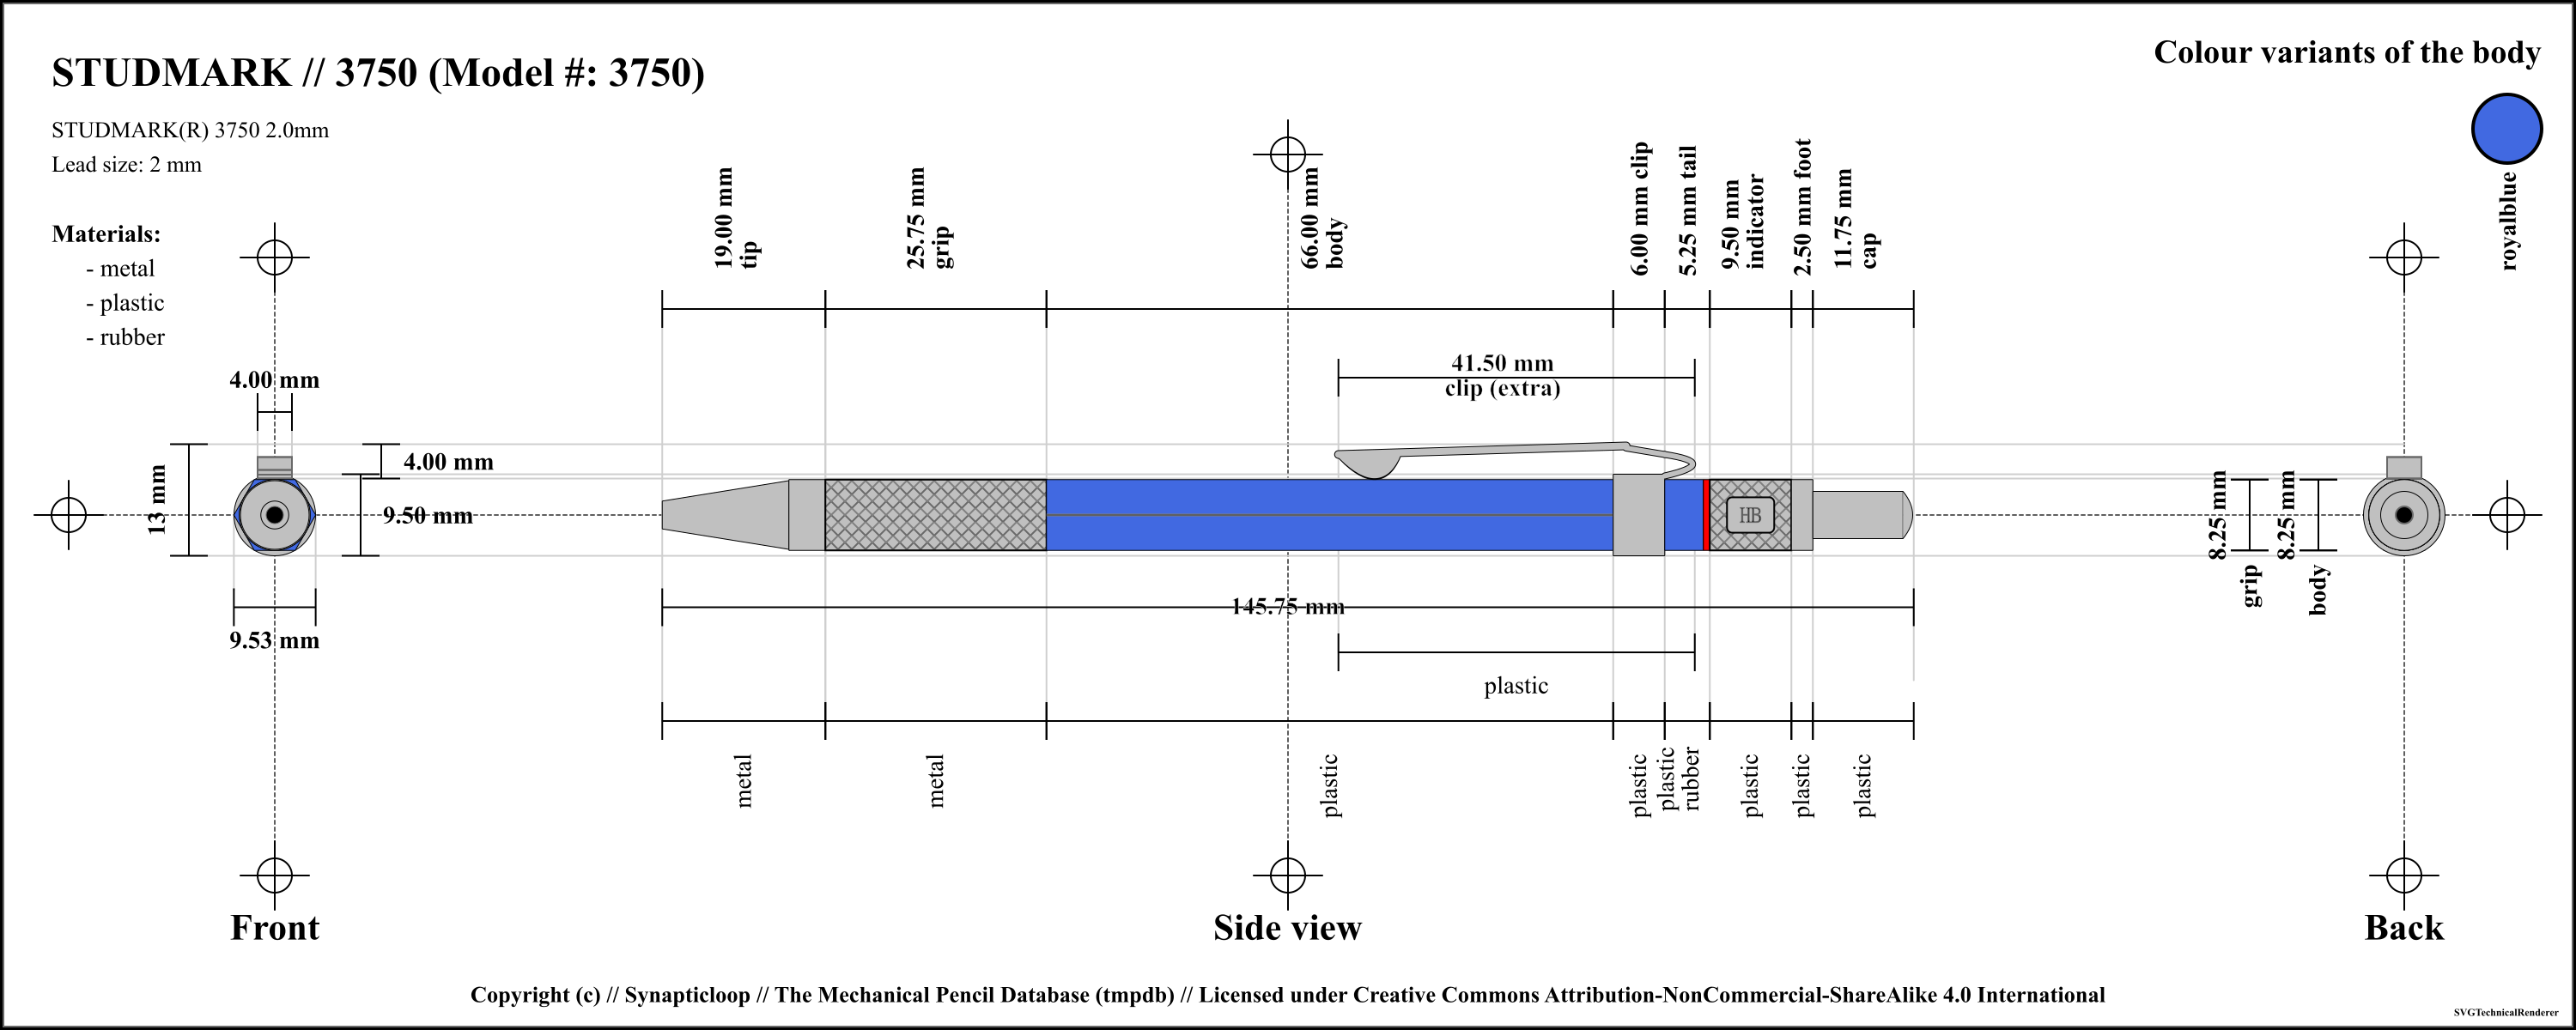 STUDMARK // 3750 (Model #: 3750)
Colour variants of the body
STUDMARK(R) 3750 2.0mm
Lead size: 2 mm
royalblue
Materials:
- metal
- plastic
- rubber
19.00 mm
tip
25.75 mm
grip
66.00 mm
body
6.00 mm clip
5.25 mm tail
9.50 mm
indicator
2.50 mm foot
11.75 mm
cap
41.50 mm
clip (extra)
4.00 mm
13 mm
4.00 mm
9.50 mm
9.53 mm
HB
8.25 mm
grip
8.25 mm
body
145.75 mm
plastic
metal
metal
plastic
plastic
plastic
rubber
plastic
plastic
plastic
Front
Side view
Back
Copyright (c) // Synapticloop // The Mechanical Pencil Database (tmpdb) // Licensed under Creative Commons Attribution-NonCommercial-ShareAlike 4.0 International
SVGTechnicalRenderer